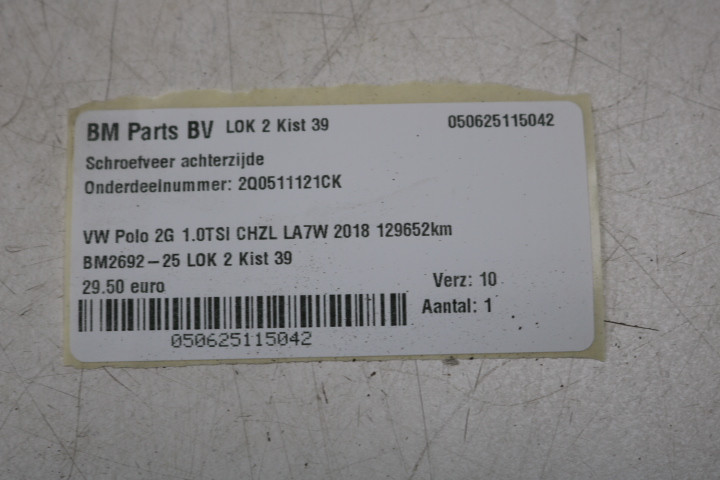 BM Parts BV LOK 2 Kist 39 050625115042
Schroefveer achterzijde
Onderdeelnummer: 2Q0511121CK
VW Polo 2G 1.0TSI CHZL LA7W 2018 129652km
BM2692-25 LOK 2 Kist 39
29.50 euro Verz: 10
Aantal: 1
050625115042